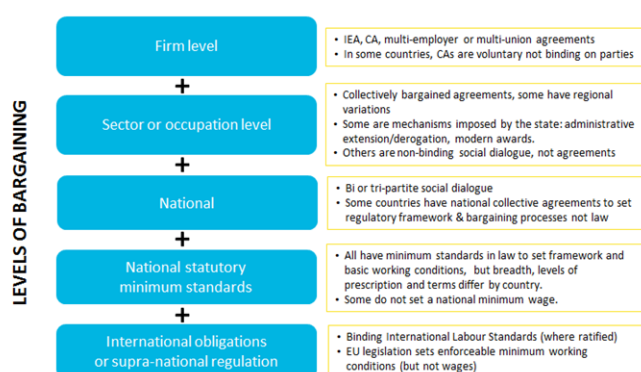 LEVELS OF BARGAINING
Firm level
• IEA, CA, multi-employer or multi-union agreements
• In some countries, CAs are voluntary not binding on parties
+
Sector or occupation level
• Collectively bargained agreements, some have regional
variations
• Some are mechanisms imposed by the state: administrative
extension/derogation, modern awards.
• Others are non-binding social dialogue, not agreements
+
National
• Bi or tri-partite social dialogue
• Some countries have national collective agreements to set
regulatory framework & bargaining processes not law
+
National statutory
minimum standards
• All have minimum standards in law to set framework and
basic working conditions, but breadth, levels of
prescription and terms differ by country.
• Some do not set a national minimum wage.
+
International obligations
or supra-national regulation
• Binding International Labour Standards (where ratified)
• EU legislation sets enforceable minimum working
conditions (but not wages)